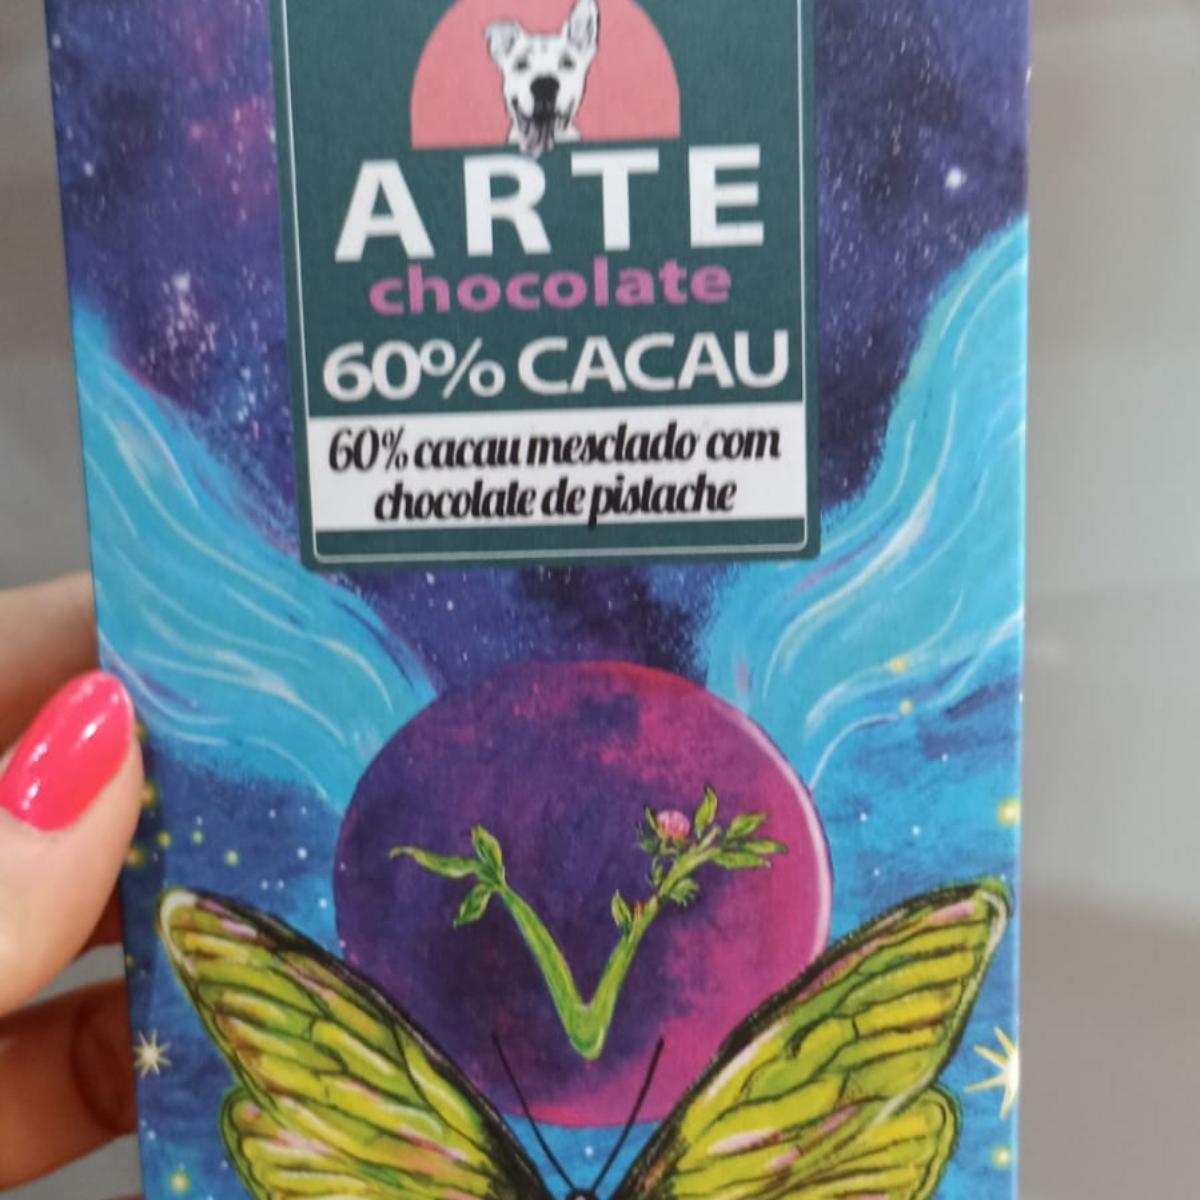 ARTE
chocolate
60% CACAU
60% cacau mesclado com
chocolate de pistache